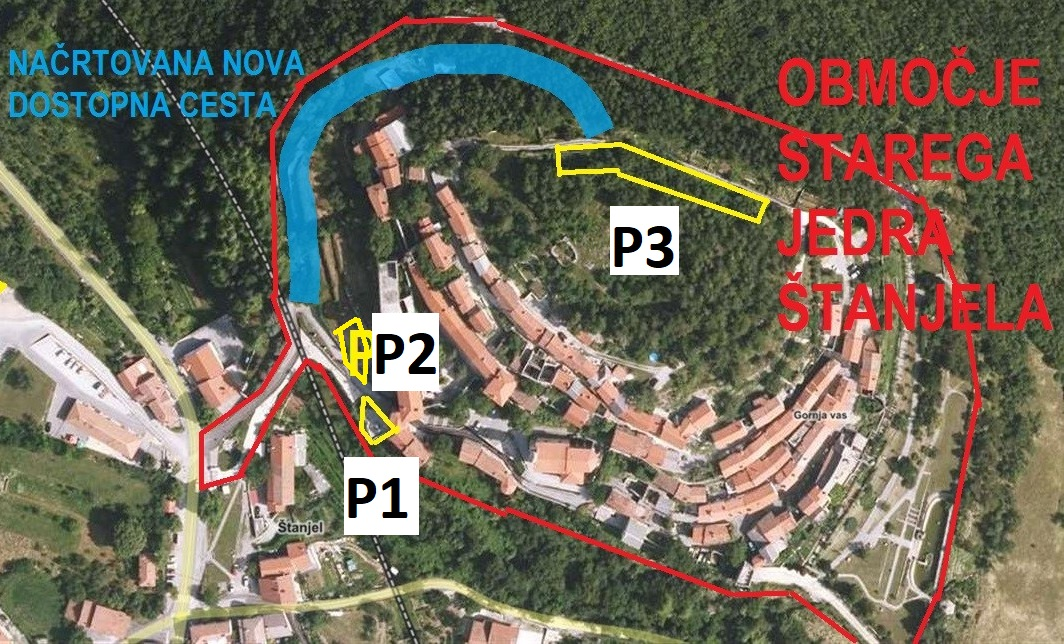 NAČRTOVANA NOVA
DOSTOPNA CESTA
OBMOČJE
STAREGA
JEDRA
ŠTANJELA
P3
P2
P1
Gornja vas
Štanjel